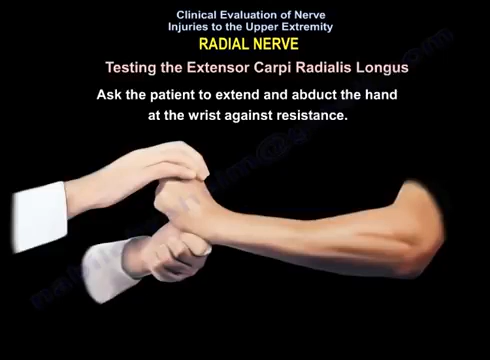 Clinical Evaluation of Nerve
Injuries to the Upper Extremity
RADIAL NERVE
Testing the Extensor Carpi Radialis Longus
Ask the patient to extend and abduct the hand
at the wrist against resistance.